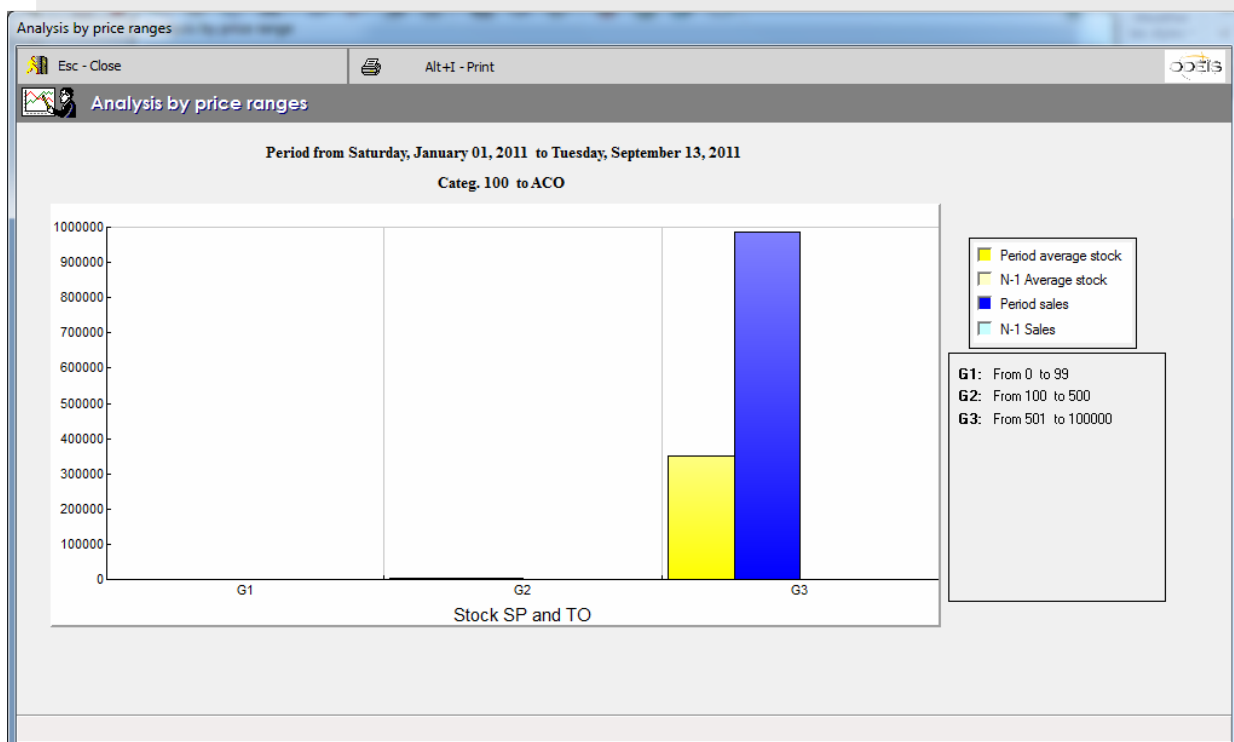 Analysis by price ranges
Esc - Close
Alt+I - Print
Analysis by price ranges
Period from Saturday, January 01, 2011 to Tuesday, September 13, 2011
Categ. 100 to ACO
1000000
900000
800000
700000
600000
500000
400000
300000
200000
100000
0
G1
G2
G3
Stock SP and TO
Period average stock
N-1 Average stock
Period sales
N-1 Sales
G1: From 0 to 99
G2: From 100 to 500
G3: From 501 to 100000